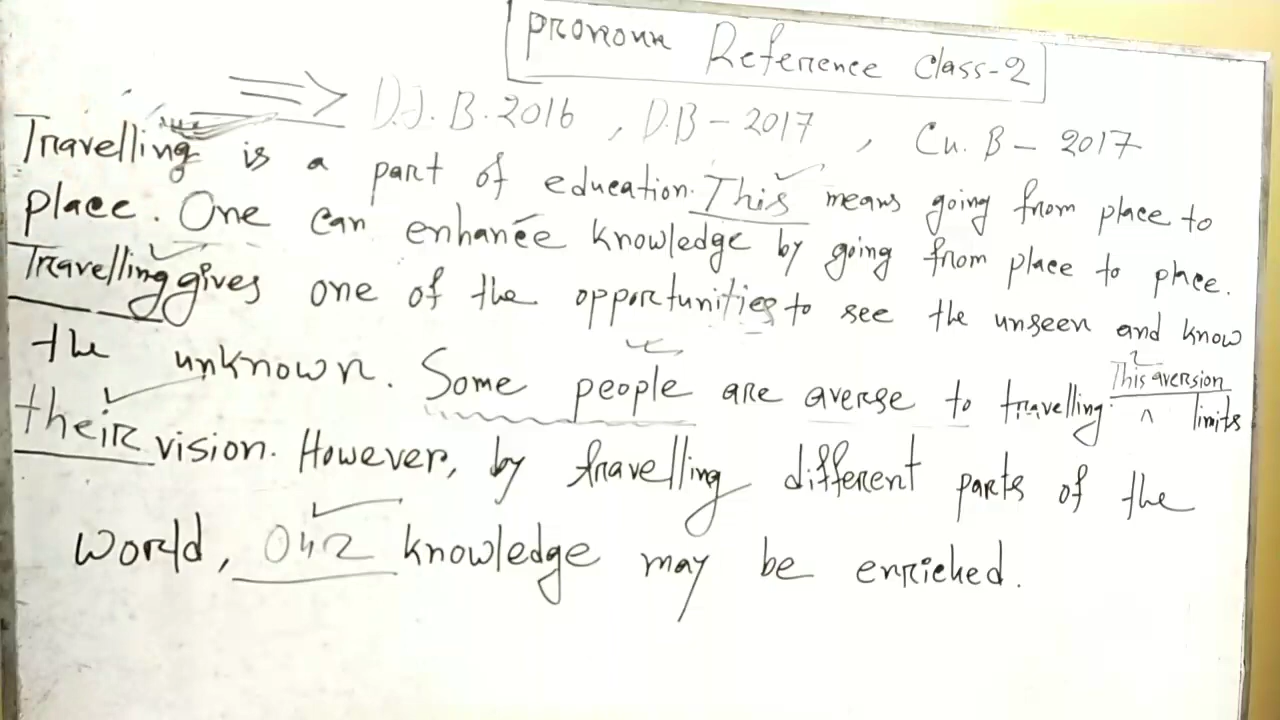 Pronoun Reference Class-2
D.J.B.2016, D.B-2017, Cu.B-2017
Travelling is a part of education. This means going from place to
place. One can enhance knowledge by going from place to place.
Travelling gives one of the opportunities to see the unseen and know
the unknown. Some people are averse to travelling. This aversion limits
their vision. However, by travelling different parts of the
world, our knowledge may be enriched.